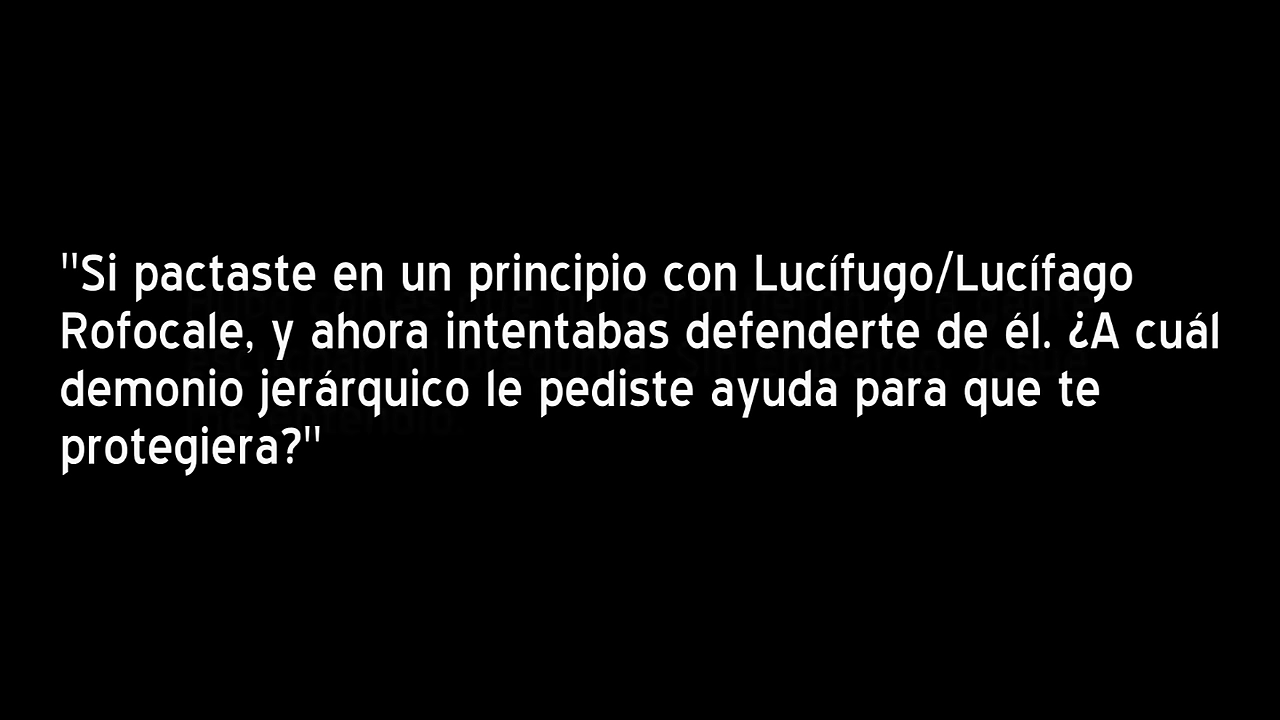 "Si pactaste en un principio con Lucífugo/Lucífago
Rofocale, y ahora intentabas defenderte de él. ¿A cuál
demonio jerárquico le pediste ayuda para que te
protegiera?"